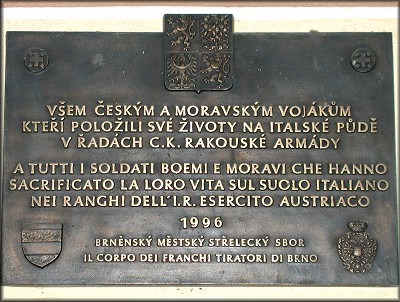 VŠEM ČESKÝM A MORAVSKÝM VOJÁKŮM
KTEŘÍ POLOŽILI SVÉ ŽIVOTY NA ITALSKÉ PŮDĚ
V ŘADÁCH C.K. RAKOUSKÉ ARMÁDY
A TUTTI I SOLDATI BOEMI E MORAVI CHE HANNO
SACRIFICATO LA LORO VITA SUL SUOLO ITALIANO
NEI RANGHI DELL'I.R. ESERCITO AUSTRIACO
1996
BRNĚNSKÝ MĚSTSKÝ STŘELECKÝ SBOR
IL CORPO DEI FRANCHI TIRATORI DI BRNO